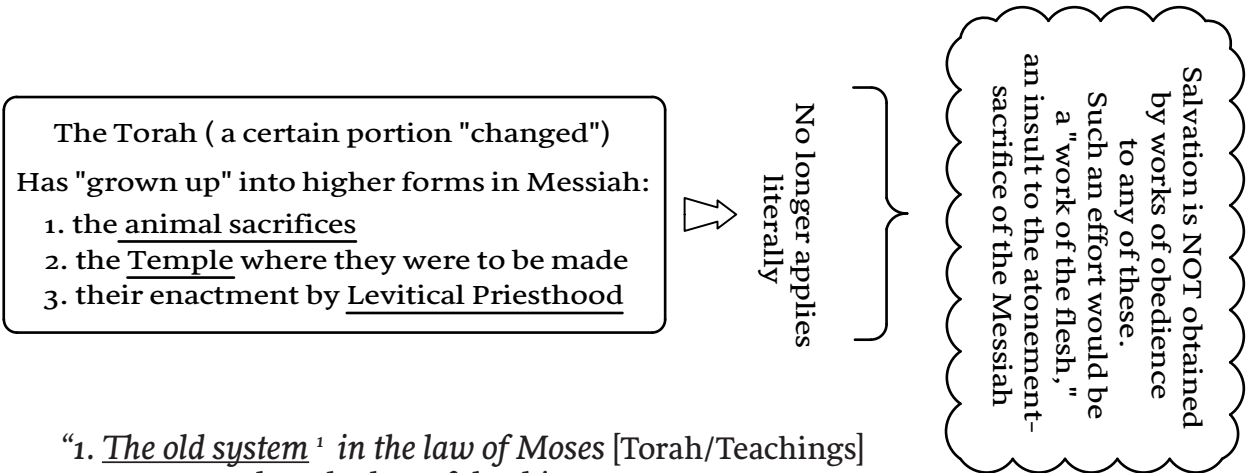 The Torah ( a certain portion "changed")
Has "grown up" into higher forms in Messiah:
1. the animal sacrifices
2. the Temple where they were to be made
3. their enactment by Levitical Priesthood
No longer applies
literally
Salvation is NOT obtained
by works of obedience
to any of these.
Such an effort would be
a "work of the flesh,"
an insult to the atonement-
sacrifice of the Messiah
“1. The old system ¹ in the law of Moses [Torah/Teachings]